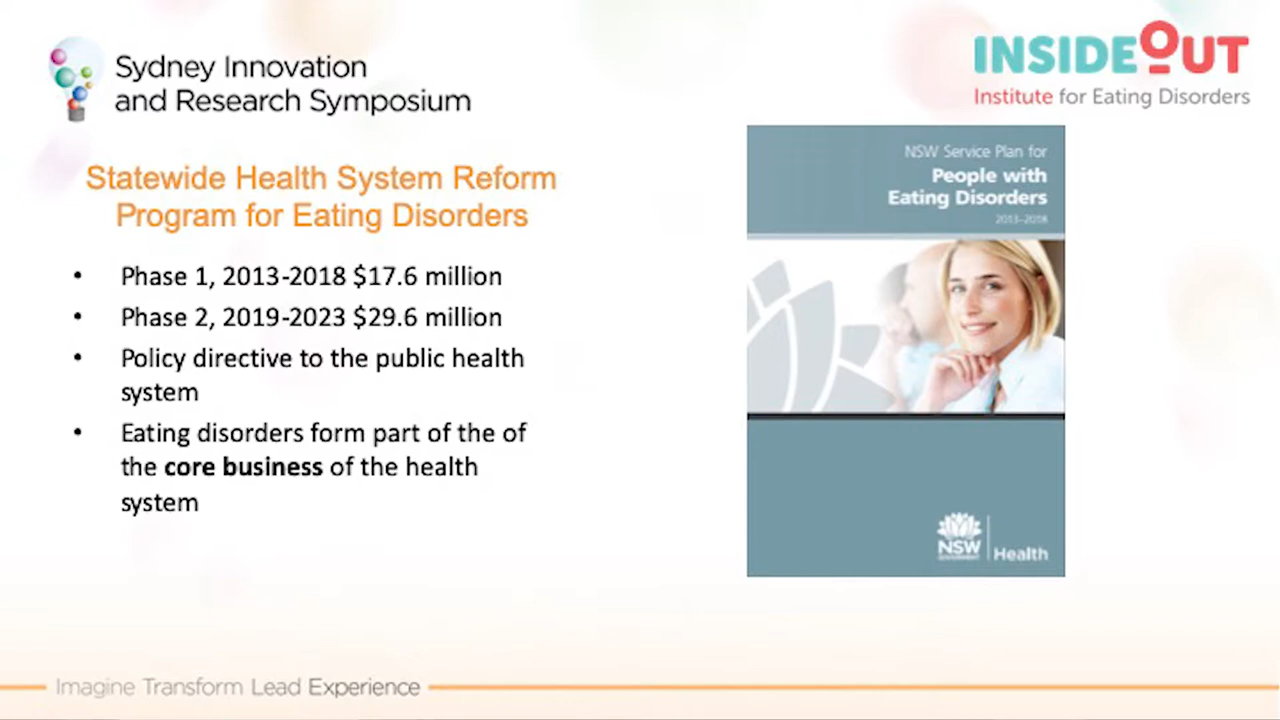 Sydney Innovation
and Research Symposium
INSIDEOUT
Institute for Eating Disorders
Statewide Health System Reform
Program for Eating Disorders
• Phase 1, 2013-2018 $17.6 million
• Phase 2, 2019-2023 $29.6 million
• Policy directive to the public health
system
• Eating disorders form part of the of
the core business of the health
system
NSW Service Plan for
People with
Eating Disorders
2013–2018
NSW
GOVERNMENT
Health
Imagine Transform Lead Experience